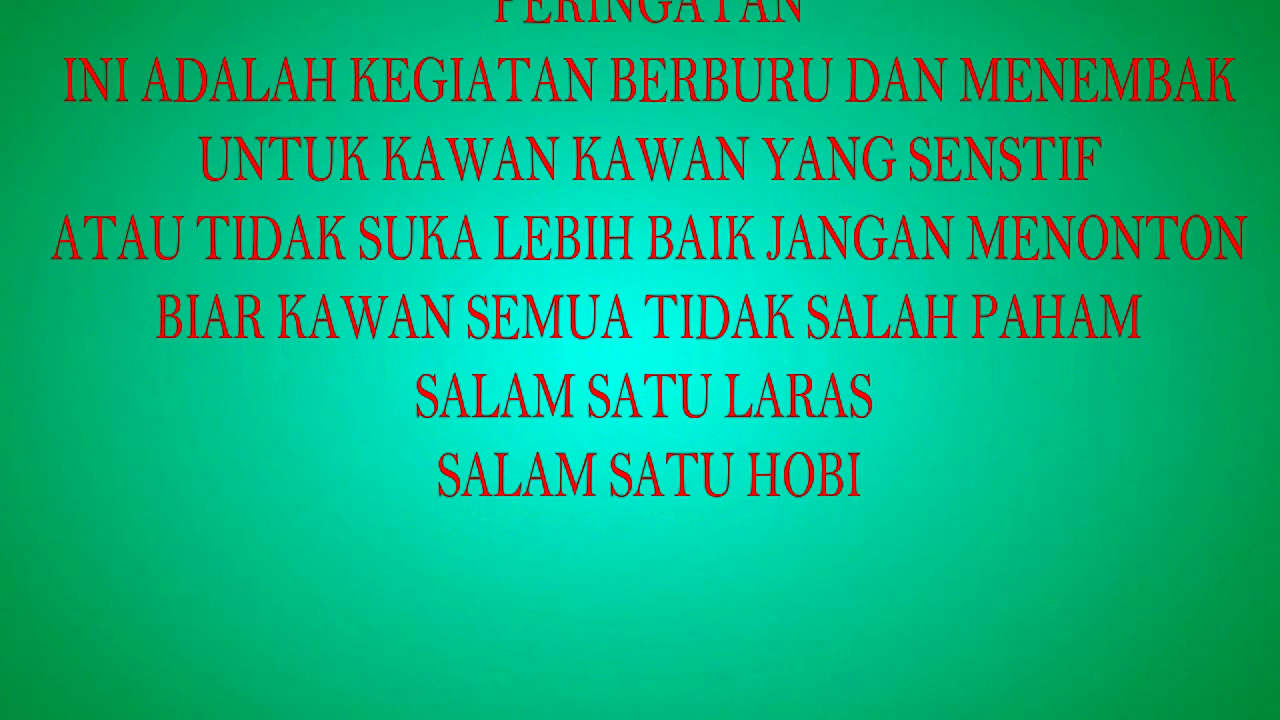 PERINGATAN
INI ADALAH KEGIATAN BERBURU DAN MENEMBAK
UNTUK KAWAN KAWAN YANG SENSTIF
ATAU TIDAK SUKA LEBIH BAIK JANGAN MENONTON
BIAR KAWAN SEMUA TIDAK SALAH PAHAM
SALAM SATU LARAS
SALAM SATU HOBI